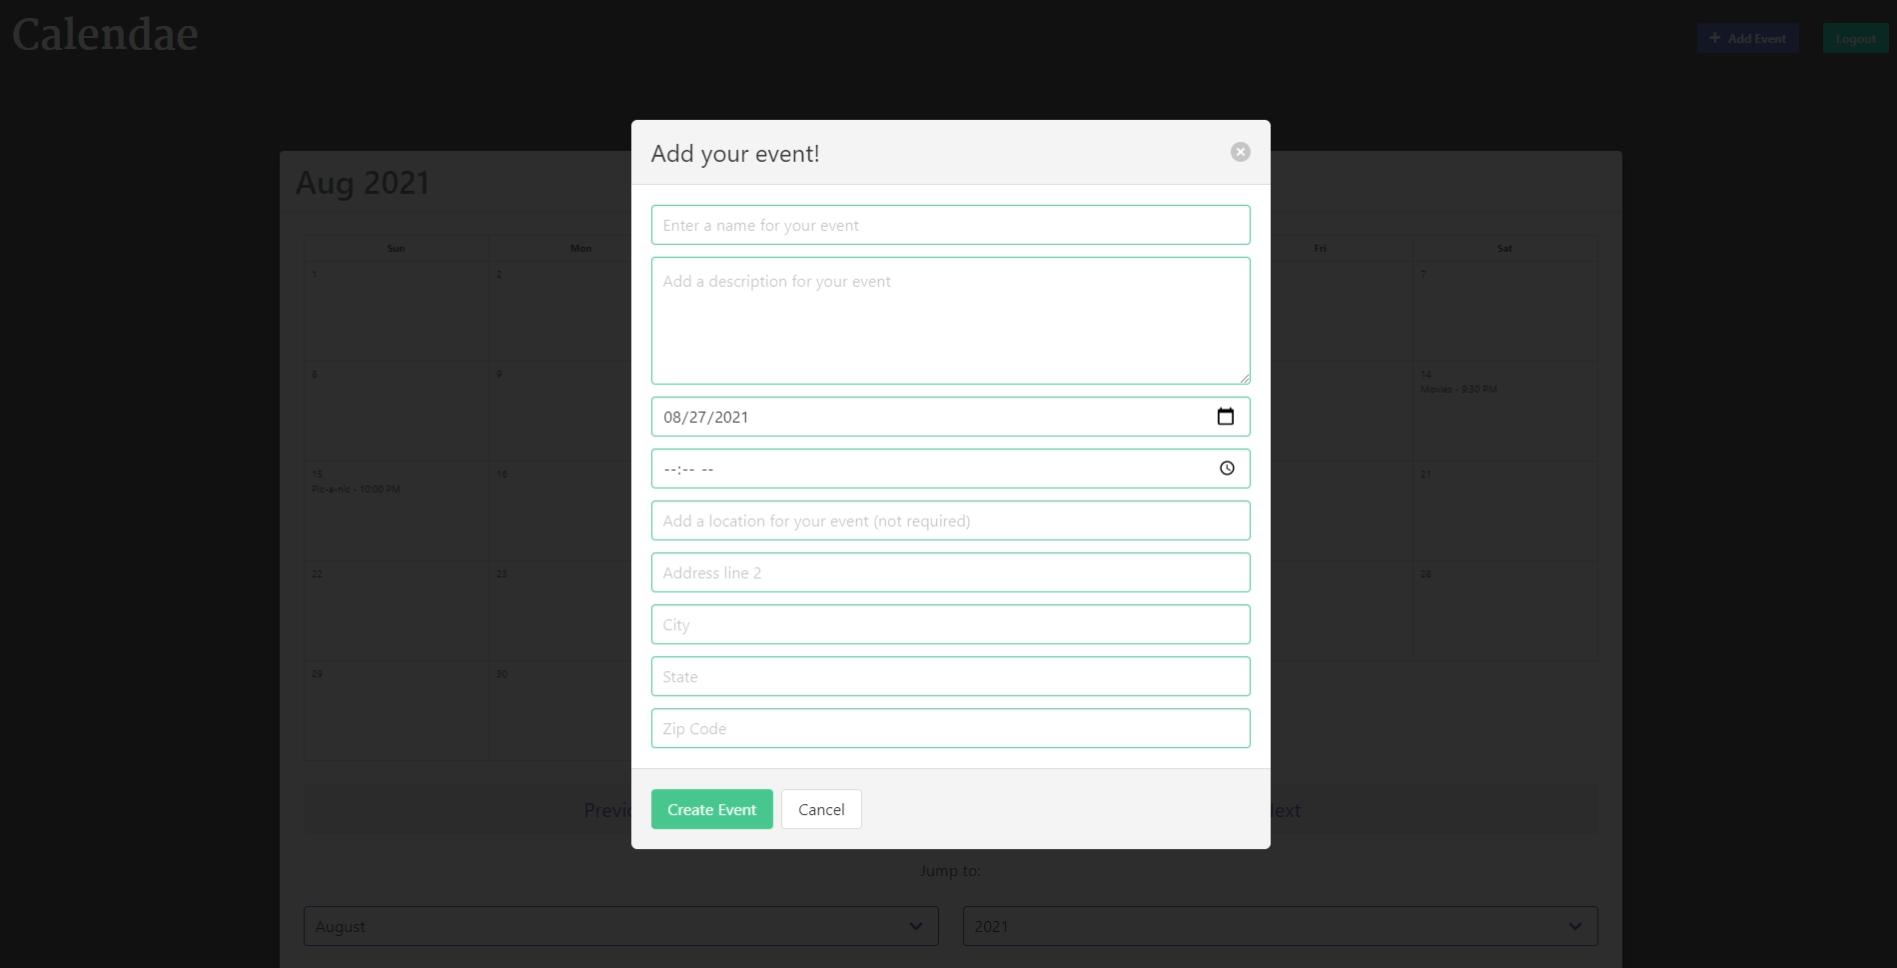 Calendae
+ Add Event
Logout
Add your event!
Aug 2021
Enter a name for your event
Sun
Mon
Fri
Sat
1
2
7
Add a description for your event
8
9
14
Movies - 9:30 PM
08/27/2021
--:-- --
15
Pic-a-nic - 10:00 PM
16
21
Add a location for your event (not required)
22
23
28
Address line 2
City
29
30
State
Zip Code
Create Event
Cancel
Previo
ext
Jump to:
August
2021